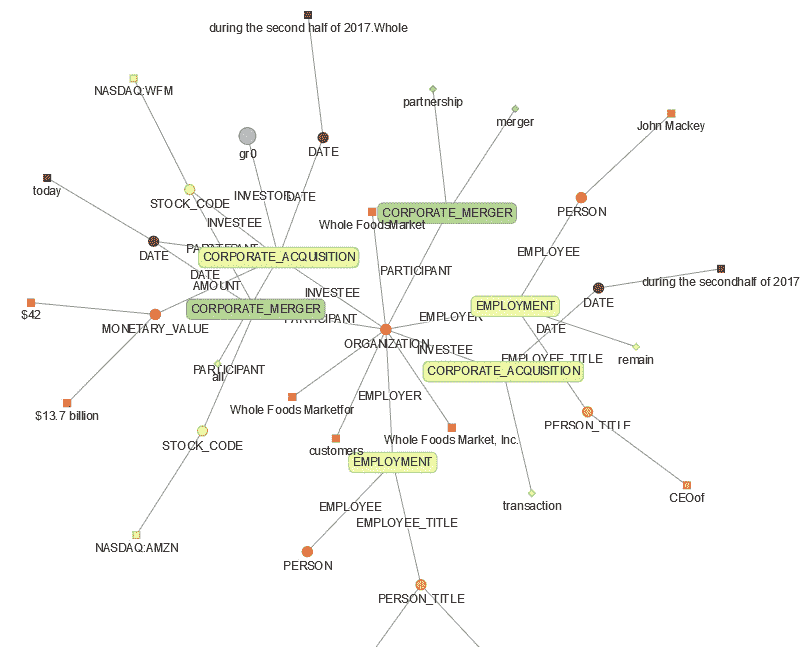 during the second half of 2017.Whole
NASDAQ:WFM
partnership
merger
John Mackey
gr0
DATE
today
STOCK_CODE
INVESTOR
DATE
PERSON
Whole FoodsMarket
CORPORATE_MERGER
INVESTEE
DATE
PARTICIPANT
CORPORATE_ACQUISITION
EMPLOYEE
DATE
AMOUNT
PARTICIPANT
during the secondhalf of 2017
INVESTEE
DATE
$42
CORPORATE_MERGER
EMPLOYMENT
MONETARY_VALUE
PARTICIPANT
EMPLOYER
DATE
ORGANIZATION
INVESTEE
EMPLOYEE_TITLE
remain
PARTICIPANT
all
CORPORATE_ACQUISITION
$13.7 billion
Whole Foods Marketfor
EMPLOYER
PERSON_TITLE
STOCK_CODE
customers
Whole Foods Market, Inc.
EMPLOYMENT
CEOof
transaction
EMPLOYEE
EMPLOYEE_TITLE
NASDAQ:AMZN
PERSON
PERSON_TITLE